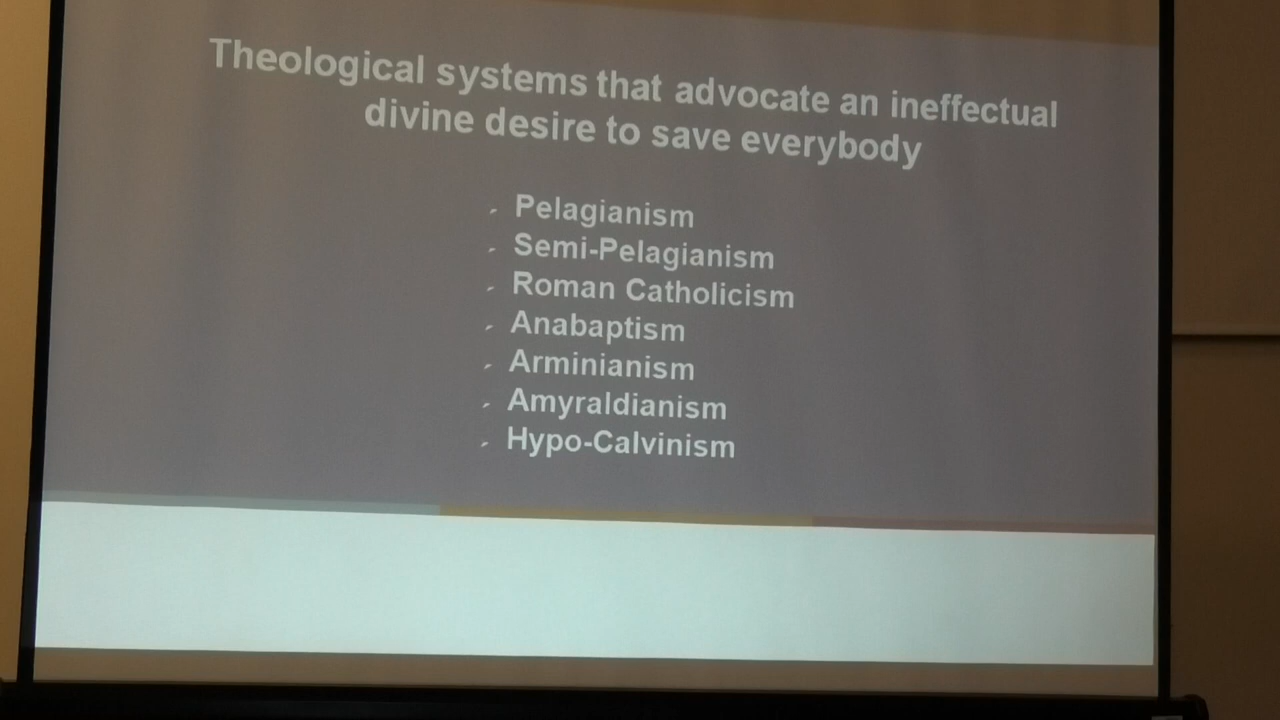 Theological systems that advocate an ineffectual
divine desire to save everybody
Pelagianism
Semi-Pelagianism
Roman Catholicism
Anabaptism
Arminianism
Amyraldianism
Hypo-Calvinism